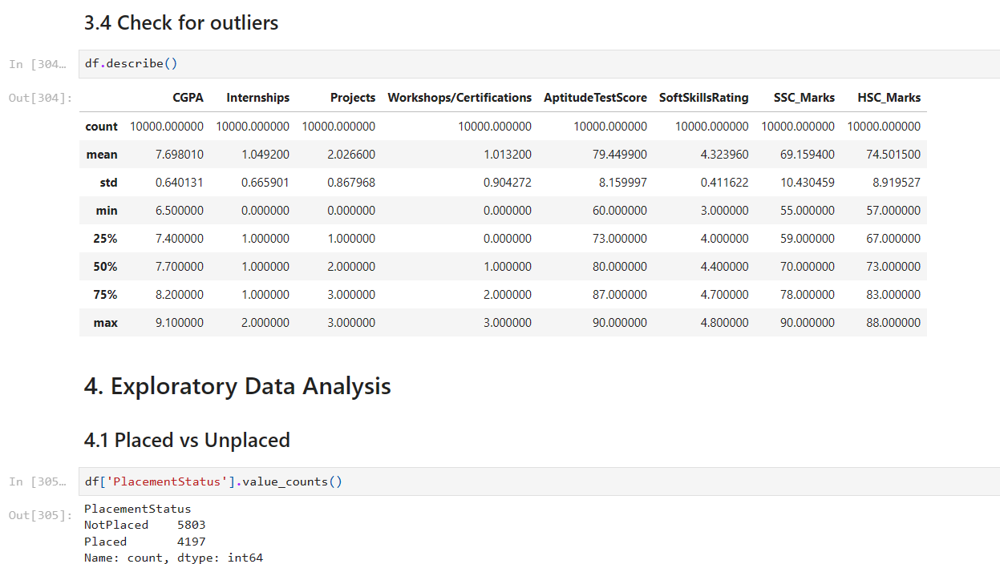 3.4 Check for outliers
In [304…
df.describe()
Out[304]:
CGPA Internships Projects Workshops/Certifications AptitudeTestScore SoftSkillsRating SSC_Marks HSC_Marks
count 10000.000000 10000.000000 10000.000000 10000.000000 10000.000000 10000.000000 10000.000000 10000.000000
mean 7.698010 1.049200 2.026600 1.013200 79.449900 4.323960 69.159400 74.501500
std 0.640131 0.665901 0.867968 0.904272 8.159997 0.411622 10.430459 8.919527
min 6.500000 0.000000 0.000000 0.000000 60.000000 3.000000 55.000000 57.000000
25% 7.400000 1.000000 1.000000 0.000000 73.000000 4.000000 59.000000 67.000000
50% 7.700000 1.000000 2.000000 1.000000 80.000000 4.400000 70.000000 73.000000
75% 8.200000 1.000000 3.000000 2.000000 87.000000 4.700000 78.000000 83.000000
max 9.100000 2.000000 3.000000 3.000000 90.000000 4.800000 90.000000 88.000000
4. Exploratory Data Analysis
4.1 Placed vs Unplaced
In [305…
df['PlacementStatus'].value_counts()
Out[305]:
PlacementStatus
NotPlaced 5803
Placed 4197
Name: count, dtype: int64